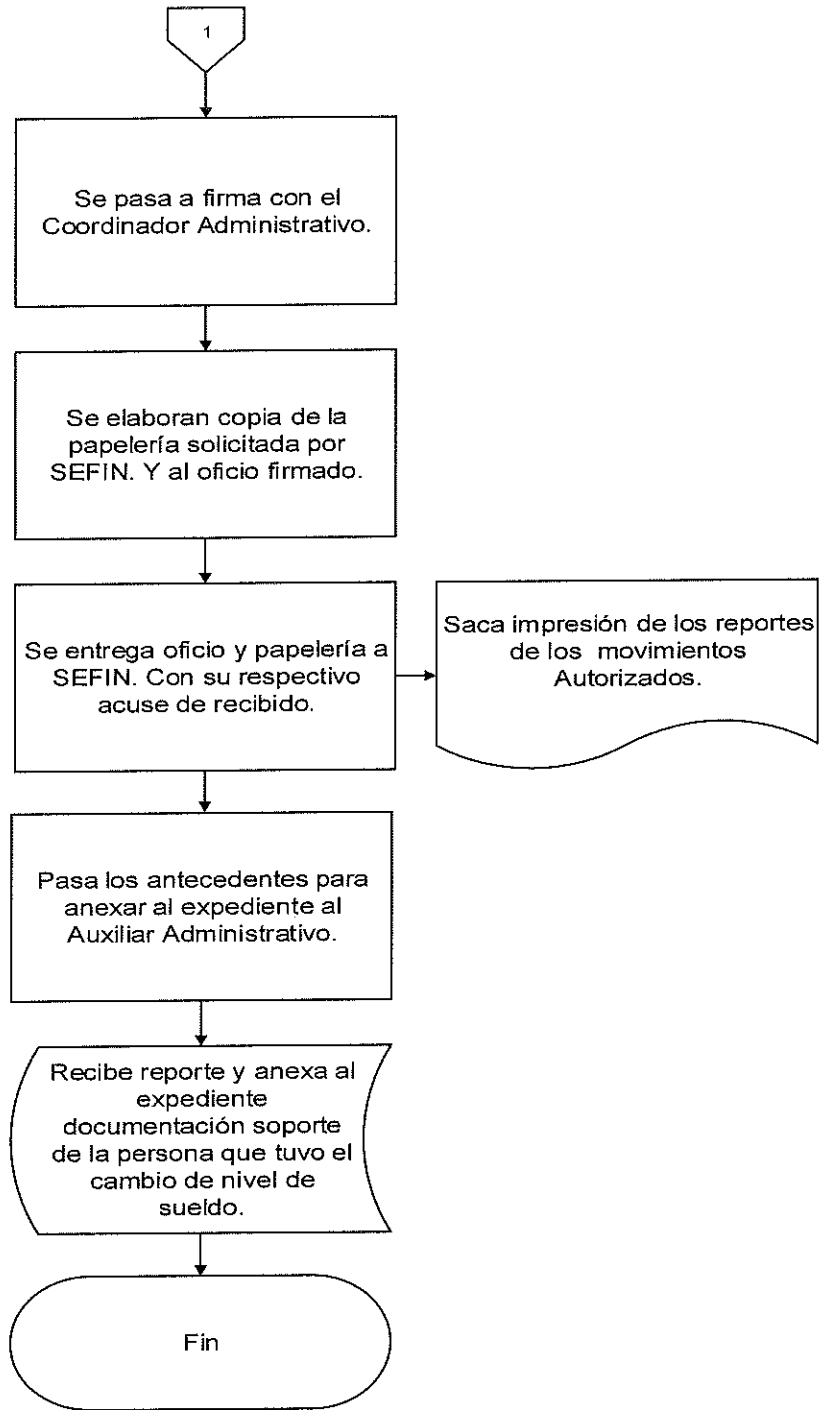 1
Se pasa a firma con el
Coordinador Administrativo.
Se elaboran copia de la
papelería solicitada por
SEFIN. Y al oficio firmado.
Se entrega oficio y papelería a
SEFIN. Con su respectivo
acuse de recibido.
Saca impresión de los reportes
de los movimientos
Autorizados.
Pasa los antecedentes para
anexar al expediente al
Auxiliar Administrativo.
Recibe reporte y anexa al
expediente
documentación soporte
de la persona que tuvo el
cambio de nivel de
sueldo.
Fin